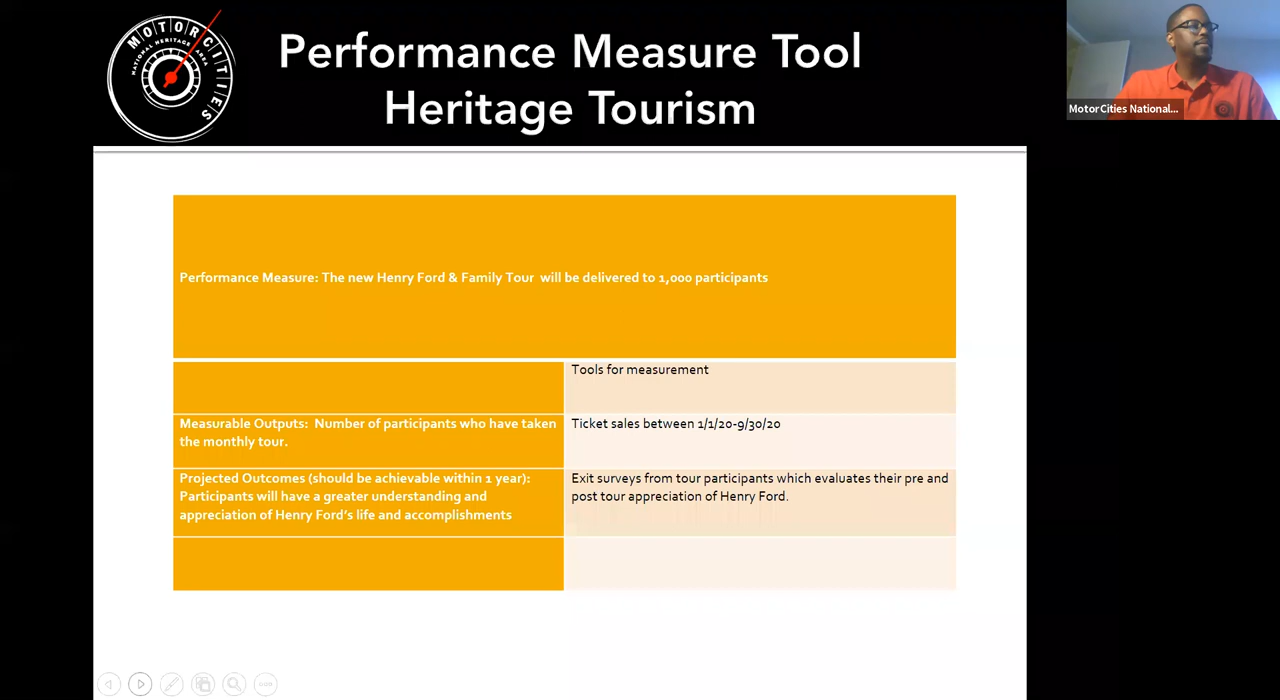 MOTORCITIES
NATIONAL HERITAGE AREA
Performance Measure Tool
Heritage Tourism
MotorCities National...
Performance Measure: The new Henry Ford & Family Tour will be delivered to 1,000 participants
Tools for measurement
Measurable Outputs: Number of participants who have taken
the monthly tour.
Ticket sales between 1/1/20-9/30/20
Projected Outcomes (should be achievable within 1 year):
Participants will have a greater understanding and
appreciation of Henry Ford's life and accomplishments
Exit surveys from tour participants which evaluates their pre and
post tour appreciation of Henry Ford.